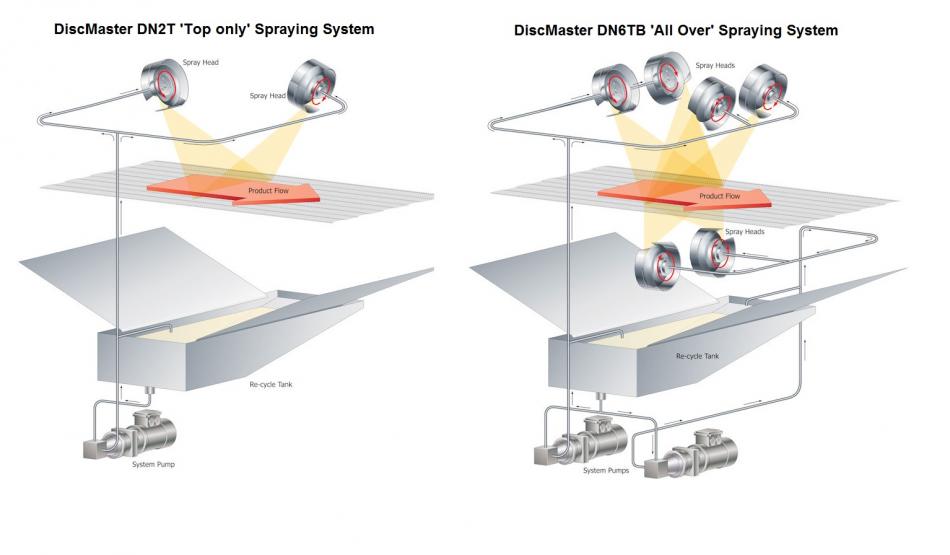 DiscMaster DN2T 'Top only' Spraying System
Spray Head
Spray Head
Product Flow
Re-cycle Tank
System Pump
DiscMaster DN6TB 'All Over' Spraying System
Spray Heads
Product Flow
Spray Heads
Re-cycle Tank
System Pumps